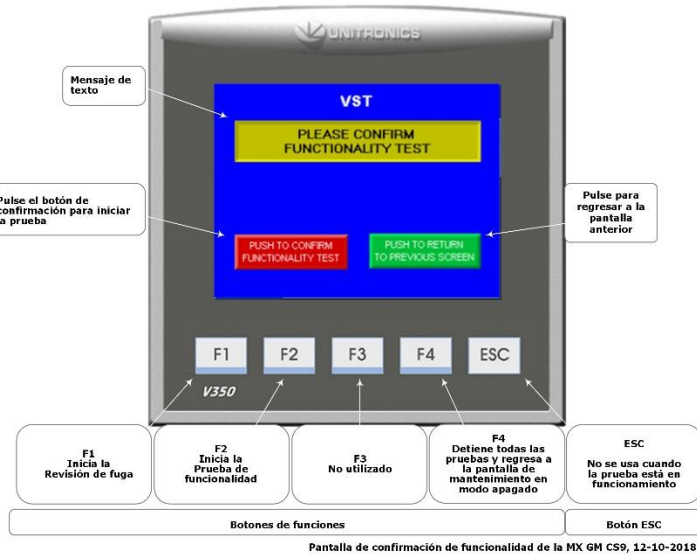 UNITRONICS
Mensaje de
texto
VST
PLEASE CONFIRM
FUNCTIONALITY TEST
Pulse el botón de
confirmación para iniciar
la prueba
Pulse para
regresar a la
pantalla
anterior
PUSH TO CONFIRM
FUNCTIONALITY TEST
PUSH TO RETURN
TO PREVIOUS SCREEN
F1
F2
F3
F4
ESC
V350
F1
Inicia la
Revisión de fuga
F2
Inicia la
Prueba de
funcionalidad
F3
No utilizado
F4
Detiene todas las
pruebas y regresa a
la pantalla de
mantenimiento en
modo apagado
ESC
No se usa cuando
la prueba está en
funcionamiento
Botones de funciones
Botón ESC
Pantalla de confirmación de funcionalidad de la MX GM CS9, 12-10-2018